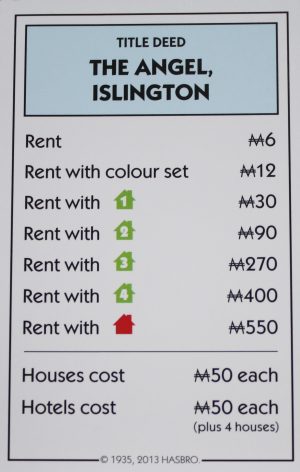 TITLE DEED
THE ANGEL,
ISLINGTON
Rent ₩6
Rent with colour set ₩12
Rent with 1 ₩30
Rent with 2 ₩90
Rent with 3 ₩270
Rent with 4 ₩400
Rent with ₩550
Houses cost ₩50 each
Hotels cost ₩50 each
(plus 4 houses)
© 1935, 2013 HASBRO.